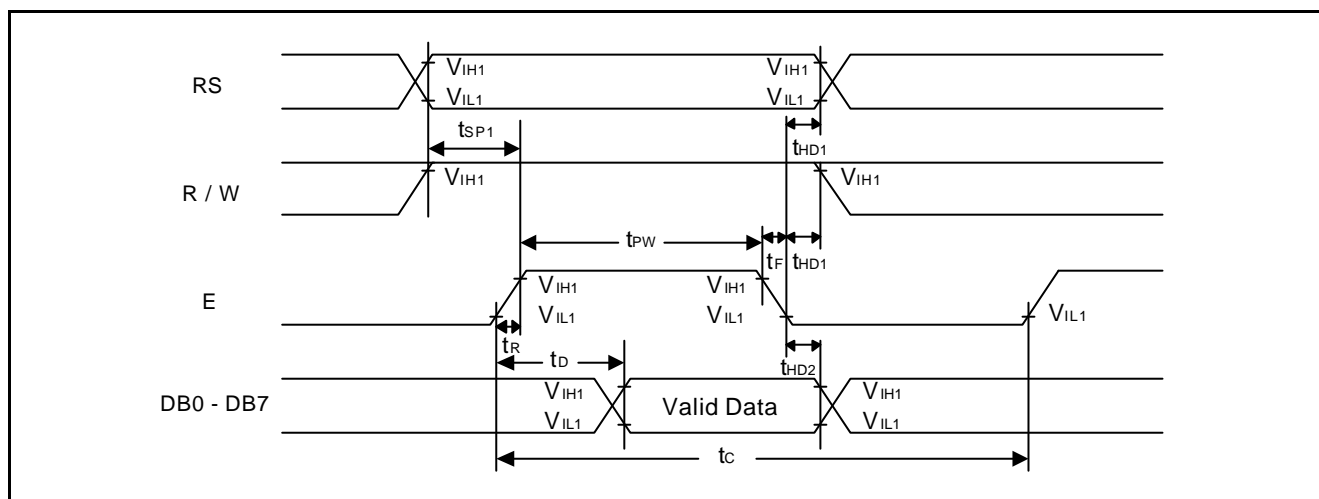 RS
VIH1
VIL1
VIH1
VIL1
tSP1
tHD1
R / W
VIH1
VIH1
tPW
tF
tHD1
E
VIH1
VIL1
VIH1
VIL1
VIL1
tR
tD
tHD2
DB0 - DB7
VIH1
VIL1
Valid Data
VIH1
VIL1
tC